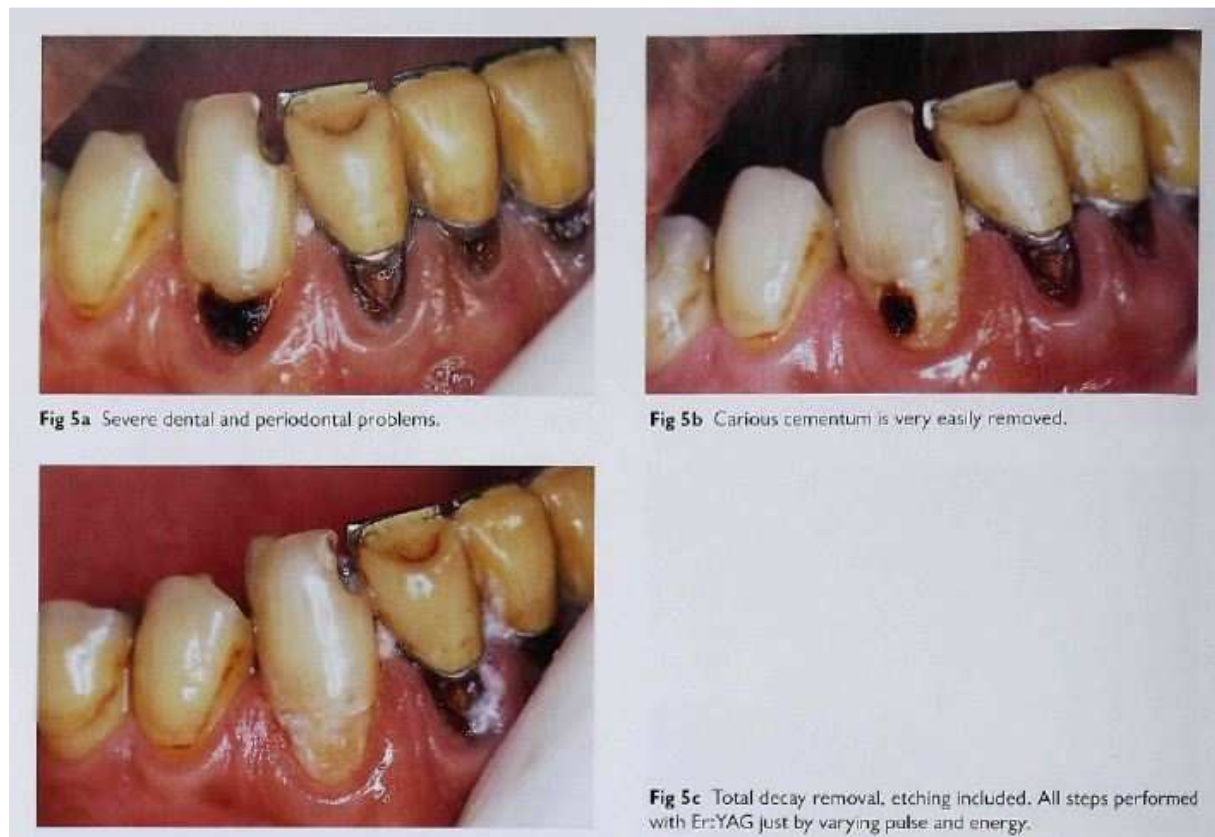 Fig 5a Severe dental and periodontal problems.
Fig 5b Carious cementum is very easily removed.
Fig 5c Total decay removal, etching included. All steps performed
with Er:YAG just by varying pulse and energy.